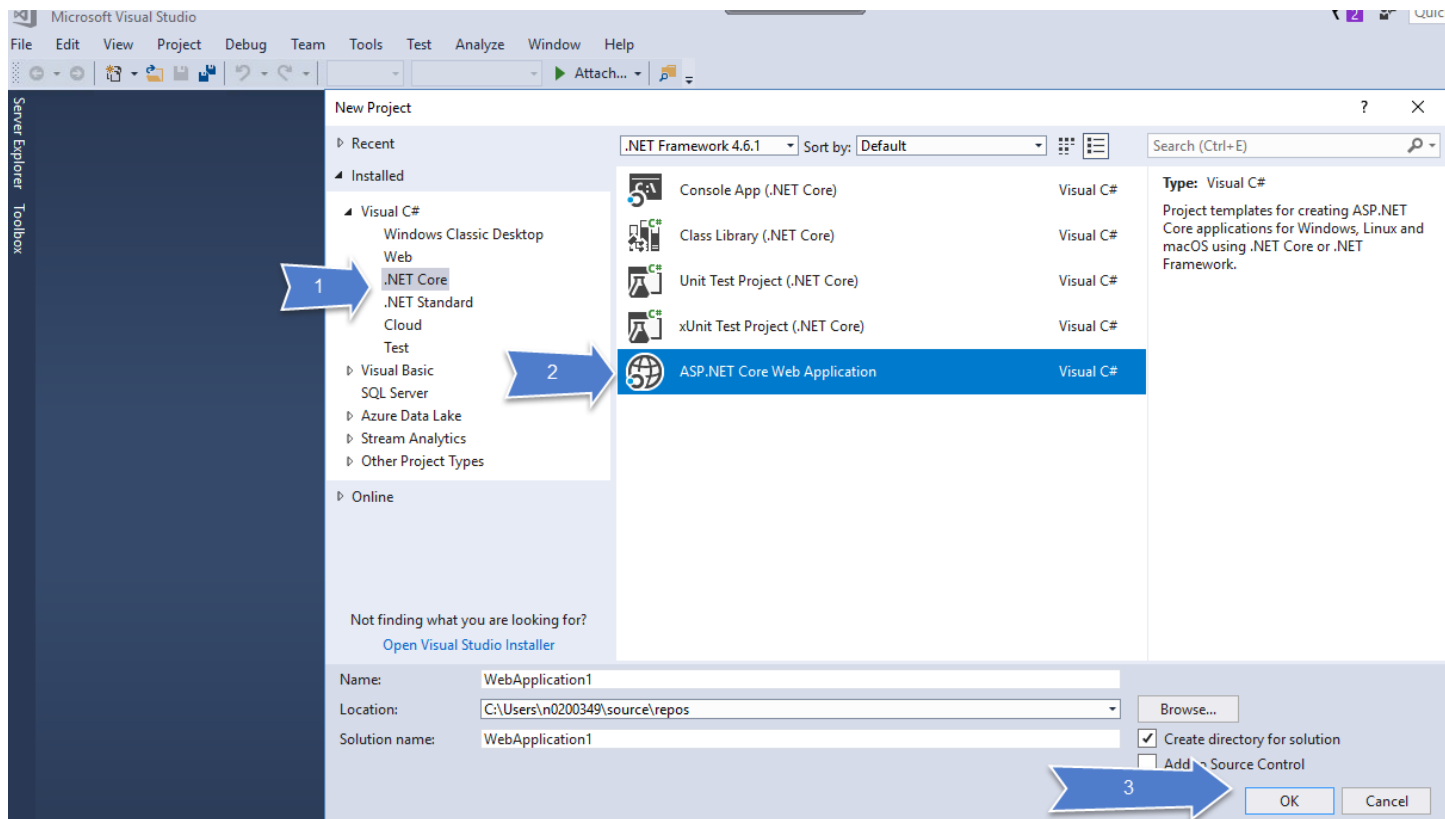 Microsoft Visual Studio
2
File Edit View Project Debug Team Tools Test Analyze Window Help
Attach...
Server Explorer
Toolbox
New Project
? X
Recent
Installed
Visual C#
Windows Classic Desktop
Web
.NET Core
.NET Standard
Cloud
Test
Visual Basic
SQL Server
Azure Data Lake
Stream Analytics
Other Project Types
Online
1
Not finding what you are looking for?
Open Visual Studio Installer
.NET Framework 4.6.1 Sort by: Default
Console App (.NET Core) Visual C#
Class Library (.NET Core) Visual C#
Unit Test Project (.NET Core) Visual C#
xUnit Test Project (.NET Core) Visual C#
2 ASP.NET Core Web Application Visual C#
Search (Ctrl+E)
Type: Visual C#
Project templates for creating ASP.NET
Core applications for Windows, Linux and
macOS using .NET Core or .NET
Framework.
Name: WebApplication1
Location: C:\Users\n0200349\source\repos Browse...
Solution name: WebApplication1
Create directory for solution
Source Control
3
OK Cancel